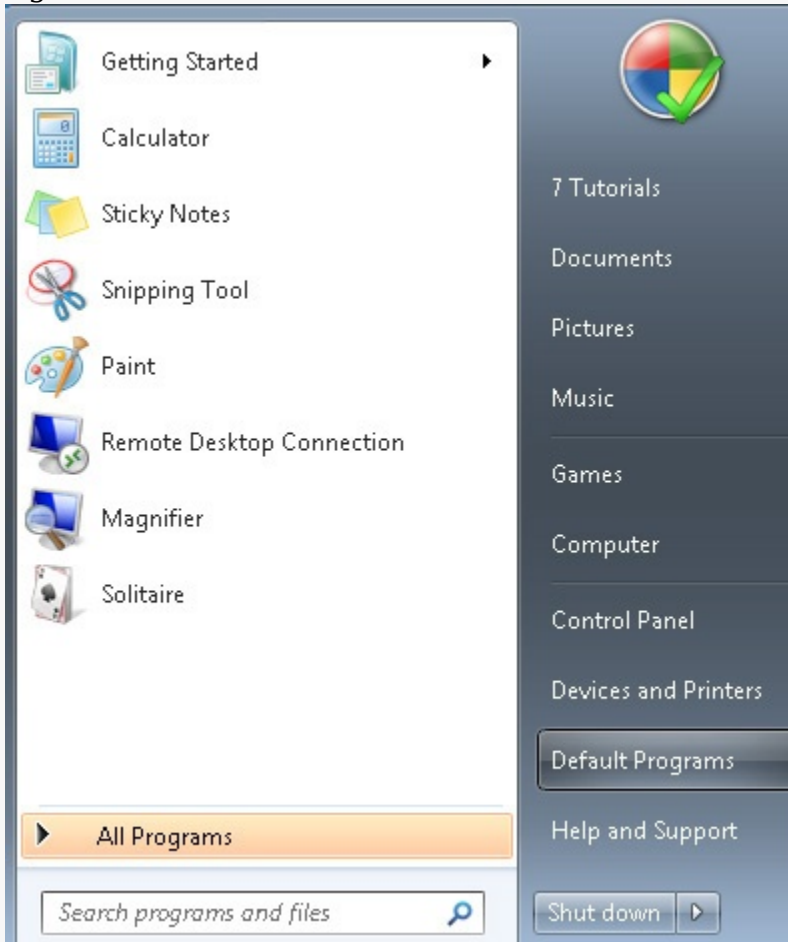 Getting Started
Calculator
Sticky Notes
Snipping Tool
Paint
Remote Desktop Connection
Magnifier
Solitaire
All Programs
Search programs and files
7 Tutorials
Documents
Pictures
Music
Games
Computer
Control Panel
Devices and Printers
Default Programs
Help and Support
Shut down